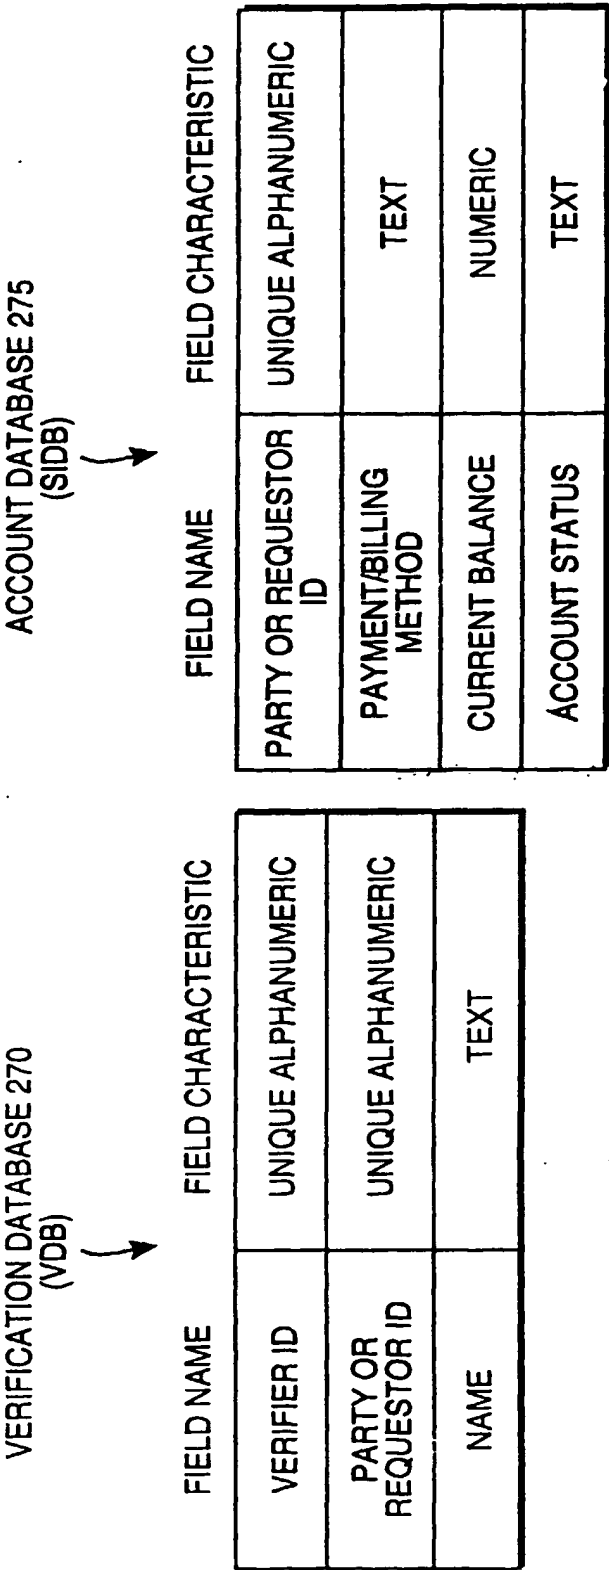 VERIFICATION DATABASE 270
(VDB)
FIELD NAME
FIELD CHARACTERISTIC
VERIFIER ID
UNIQUE ALPHANUMERIC
PARTY OR
REQUESTOR ID
UNIQUE ALPHANUMERIC
NAME
TEXT
ACCOUNT DATABASE 275
(SIDB)
FIELD NAME
FIELD CHARACTERISTIC
PARTY OR REQUESTOR
ID
UNIQUE ALPHANUMERIC
PAYMENT/BILLING
METHOD
TEXT
CURRENT BALANCE
NUMERIC
ACCOUNT STATUS
TEXT